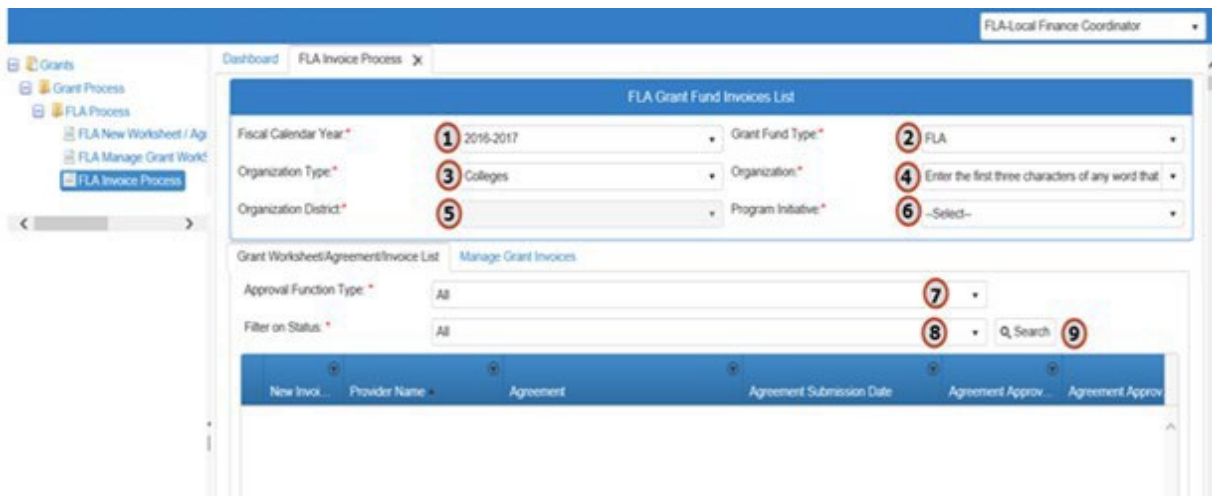 FLA-Local Finance Coordinator
Grants
Grant Process
FLA Process
FLA New Worksheet / Agr
FLA Manage Grant WorkS
FLA Invoice Process
Dashboard FLA Invoice Process X
FLA Grant Fund Invoices List
Fiscal Calendar Year:* 1 2016-2017 Grant Fund Type:* 2 FLA
Organization Type:* 3 Colleges Organization:* 4 Enter the first three characters of any word that
Organization District:* 5 Program Initiative:* 6 --Select--
Grant Worksheet/Agreement/Invoice List Manage Grant Invoices
Approval Function Type: * All 7
Filter on Status: * All 8 Search 9
New Invoi... Provider Name Agreement Agreement Submission Date Agreement Approv... Agreement Approv